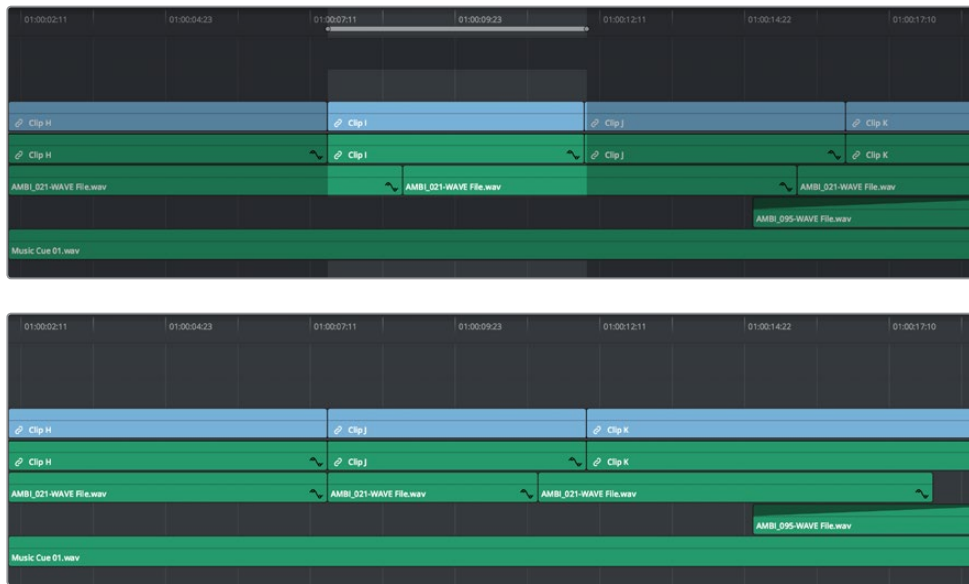 01:00:02:11 01:00:04:23 01:00:07:11 01:00:09:23 01:00:12:11 01:00:14:22 01:00:17:10
Clip H Clip I Clip J Clip K
Clip H Clip I Clip J Clip K
AMBI_021-WAVE File.wav AMBI_021-WAVE File.wav AMBI_021-WAVE File.wav
AMBI_095-WAVE File.wav
Music Cue 01.wav
01:00:02:11 01:00:04:23 01:00:07:11 01:00:09:23 01:00:12:11 01:00:14:22 01:00:17:10
Clip H Clip J Clip K
Clip H Clip J Clip K
AMBI_021-WAVE File.wav AMBI_021-WAVE File.wav AMBI_021-WAVE File.wav
AMBI_095-WAVE File.wav
Music Cue 01.wav